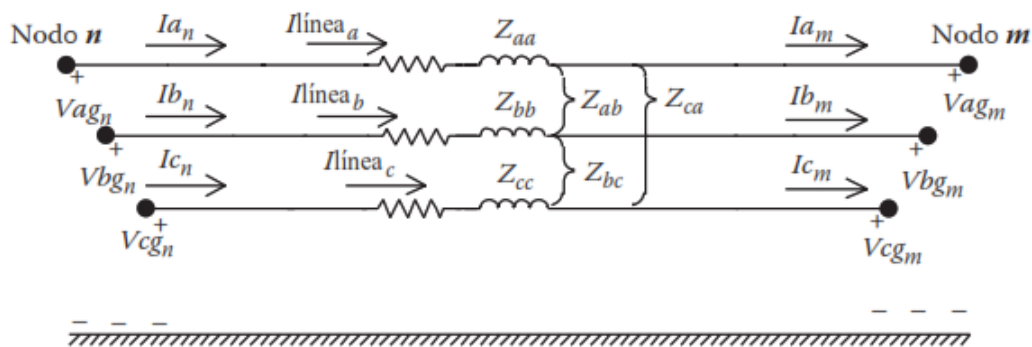 Ia_n Ilínea_a Z_aa Ia_m
Nodo n Nodo m
+ +
Vag_n Ib_n Ilínea_b Z_bb Z_ab Z_ca Ib_m Vag_m
+ +
Vbg_n Ic_n Ilínea_c Z_cc Z_bc Ic_m Vbg_m
+ +
Vcg_n Vcg_m
− − − − − −